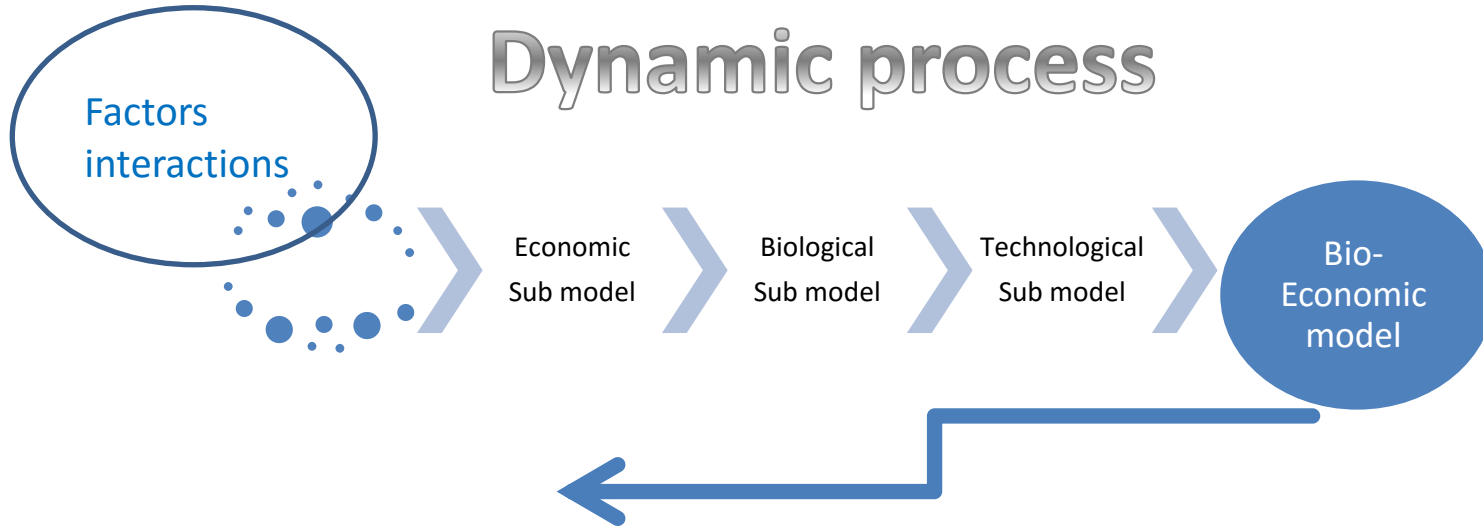 Dynamic process
Factors
interactions
Economic
Sub model
Biological
Sub model
Technological
Sub model
Bio-
Economic
model